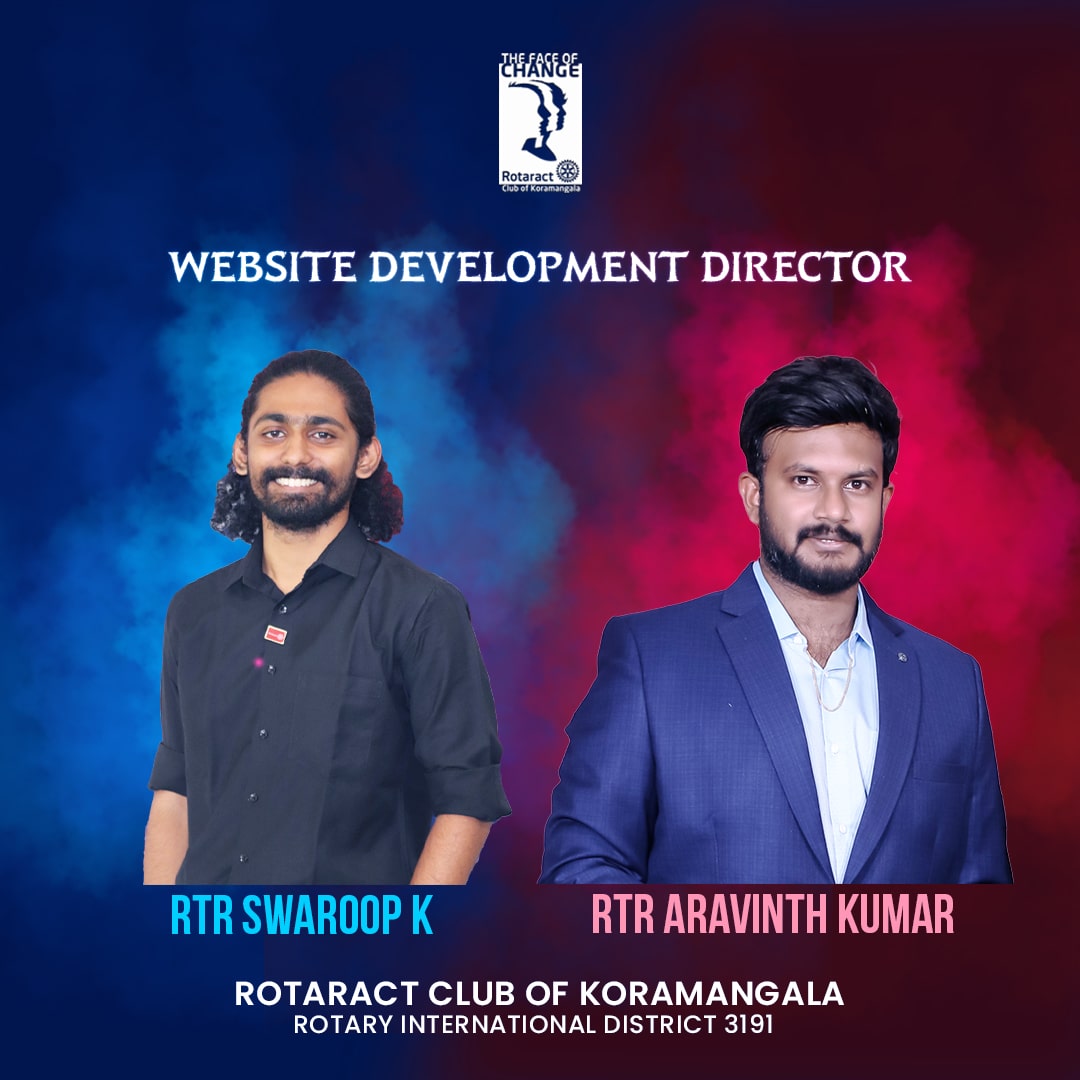 THE FACE OF
CHANGE
Rotaract
Club of Koramangala
WEBSITE DEVELOPMENT DIRECTOR
RTR SWAROOP K
RTR ARAVINTH KUMAR
ROTARACT CLUB OF KORAMANGALA
ROTARY INTERNATIONAL DISTRICT 3191